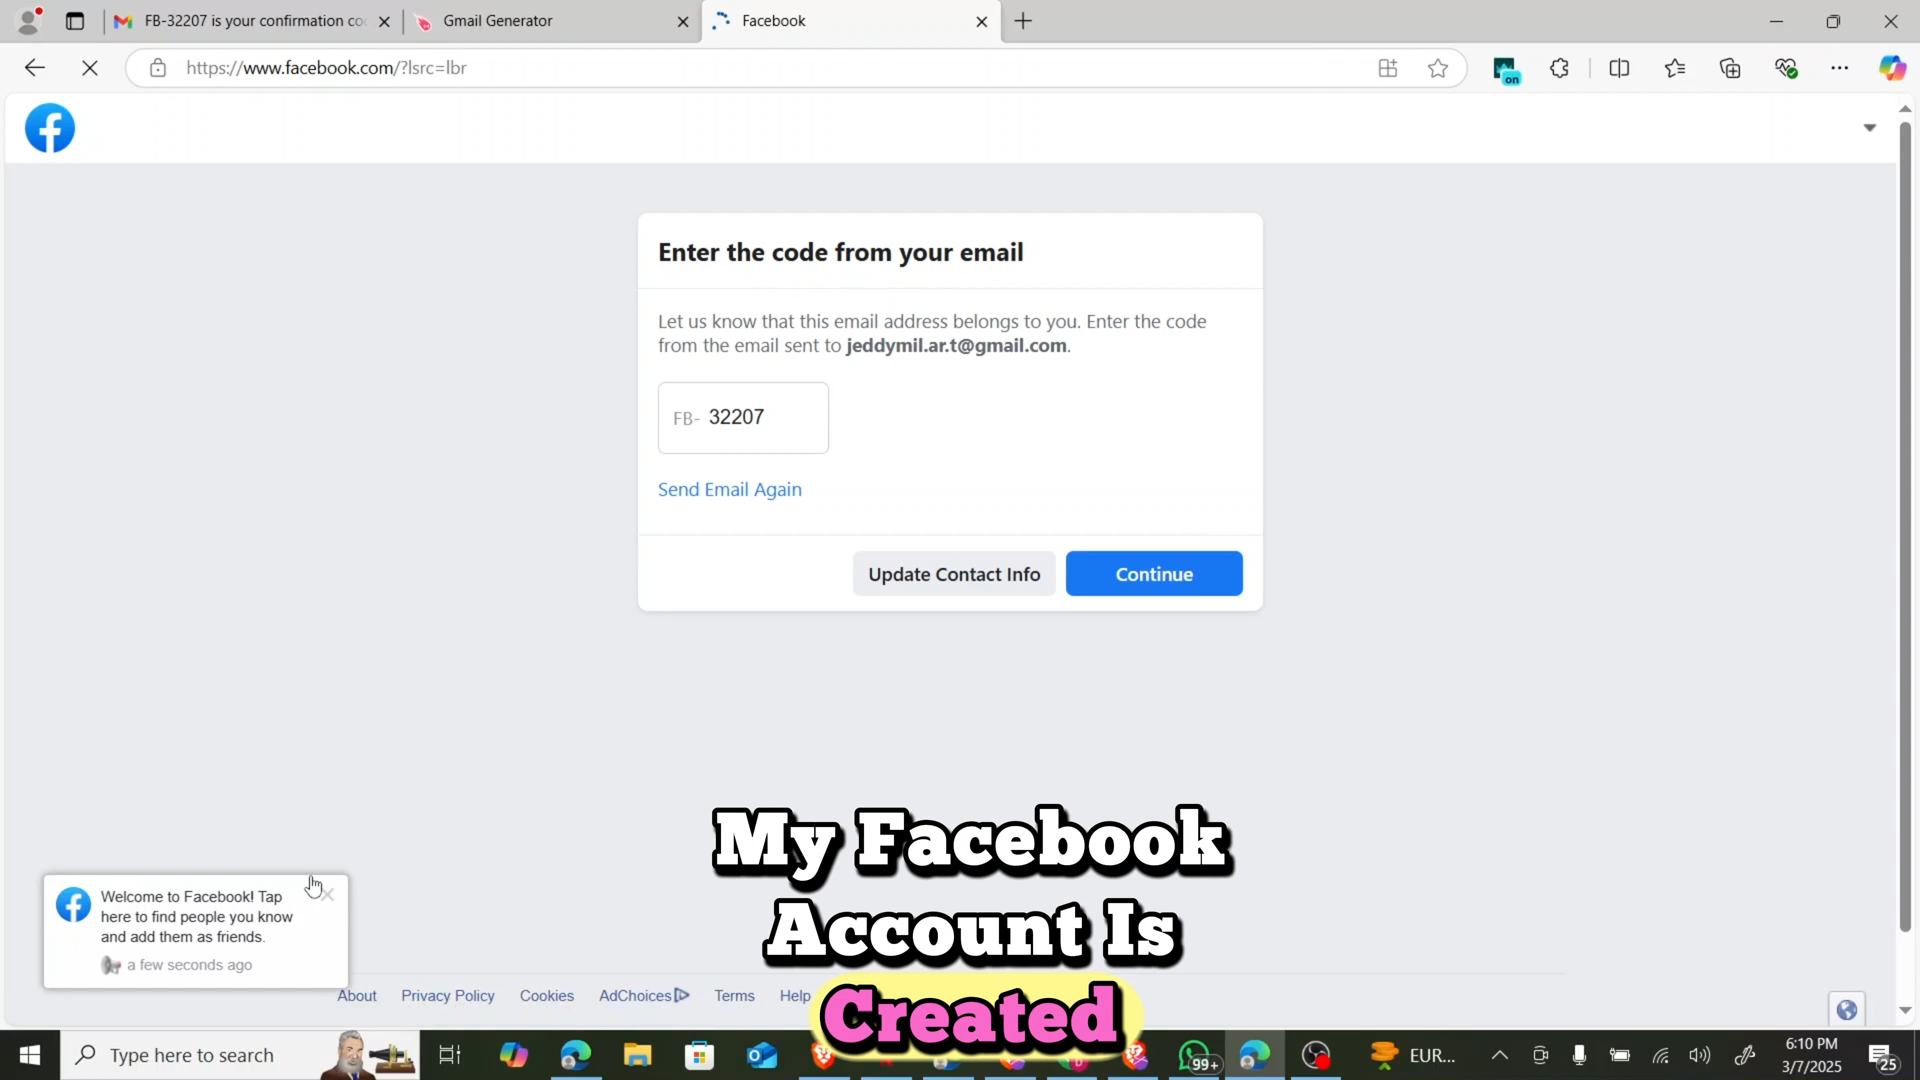 FB-32207 is your confirmation co
Gmail Generator
Facebook
https://www.facebook.com/?lsrc=lbr
on
Enter the code from your email
Let us know that this email address belongs to you. Enter the code
from the email sent to jeddymil.ar.t@gmail.com.
FB- 32207
Send Email Again
Update Contact Info
Continue
My Facebook
Account Is
Created
Welcome to Facebook! Tap
here to find people you know
and add them as friends.
a few seconds ago
About
Privacy Policy
Cookies
AdChoices
Terms
Help
Type here to search
99+
EUR...
6:10 PM
3/7/2025
25